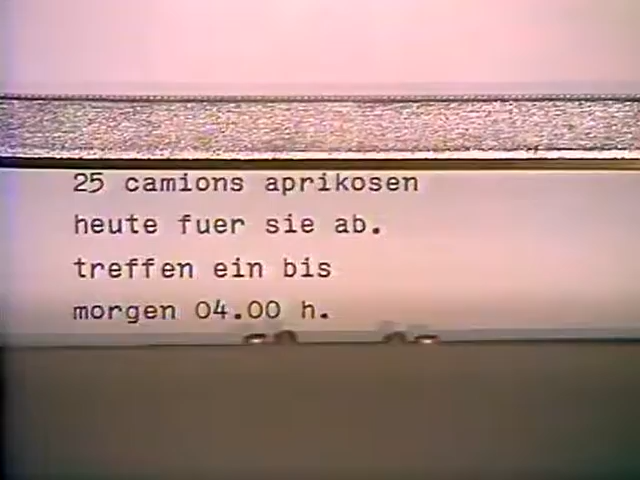 25 camions aprikosen
heute fuer sie ab.
treffen ein bis
morgen 04.00 h.